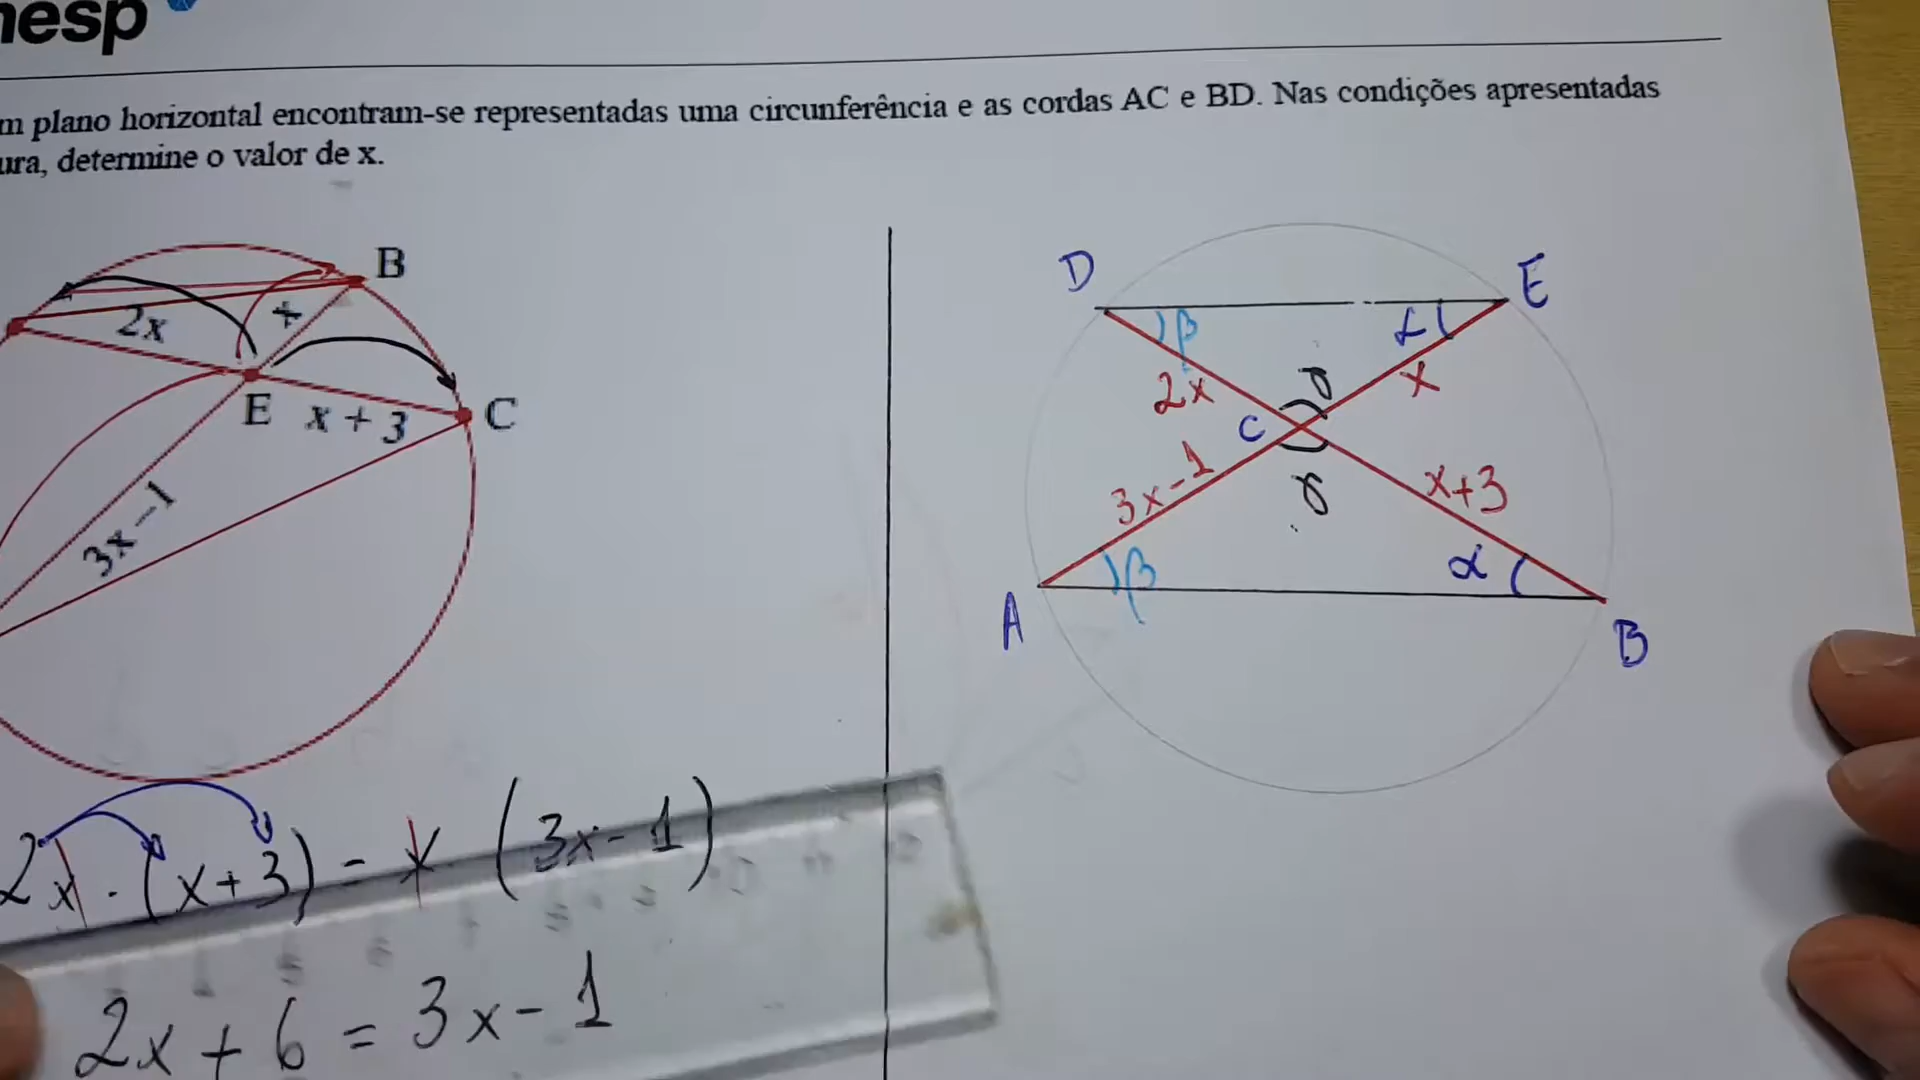 nesp
m plano horizontal encontram-se representadas uma circunferência e as cordas AC e BD. Nas condições apresentadas
ura, determine o valor de x.
B
2x
x
E
x + 3
C
3x – 1
D
E
β
α
2x
γ
x
C
3x-1
γ
x+3
β
α
A
B
2x · (x+3) = x (3x-1)
2x + 6 = 3x - 1